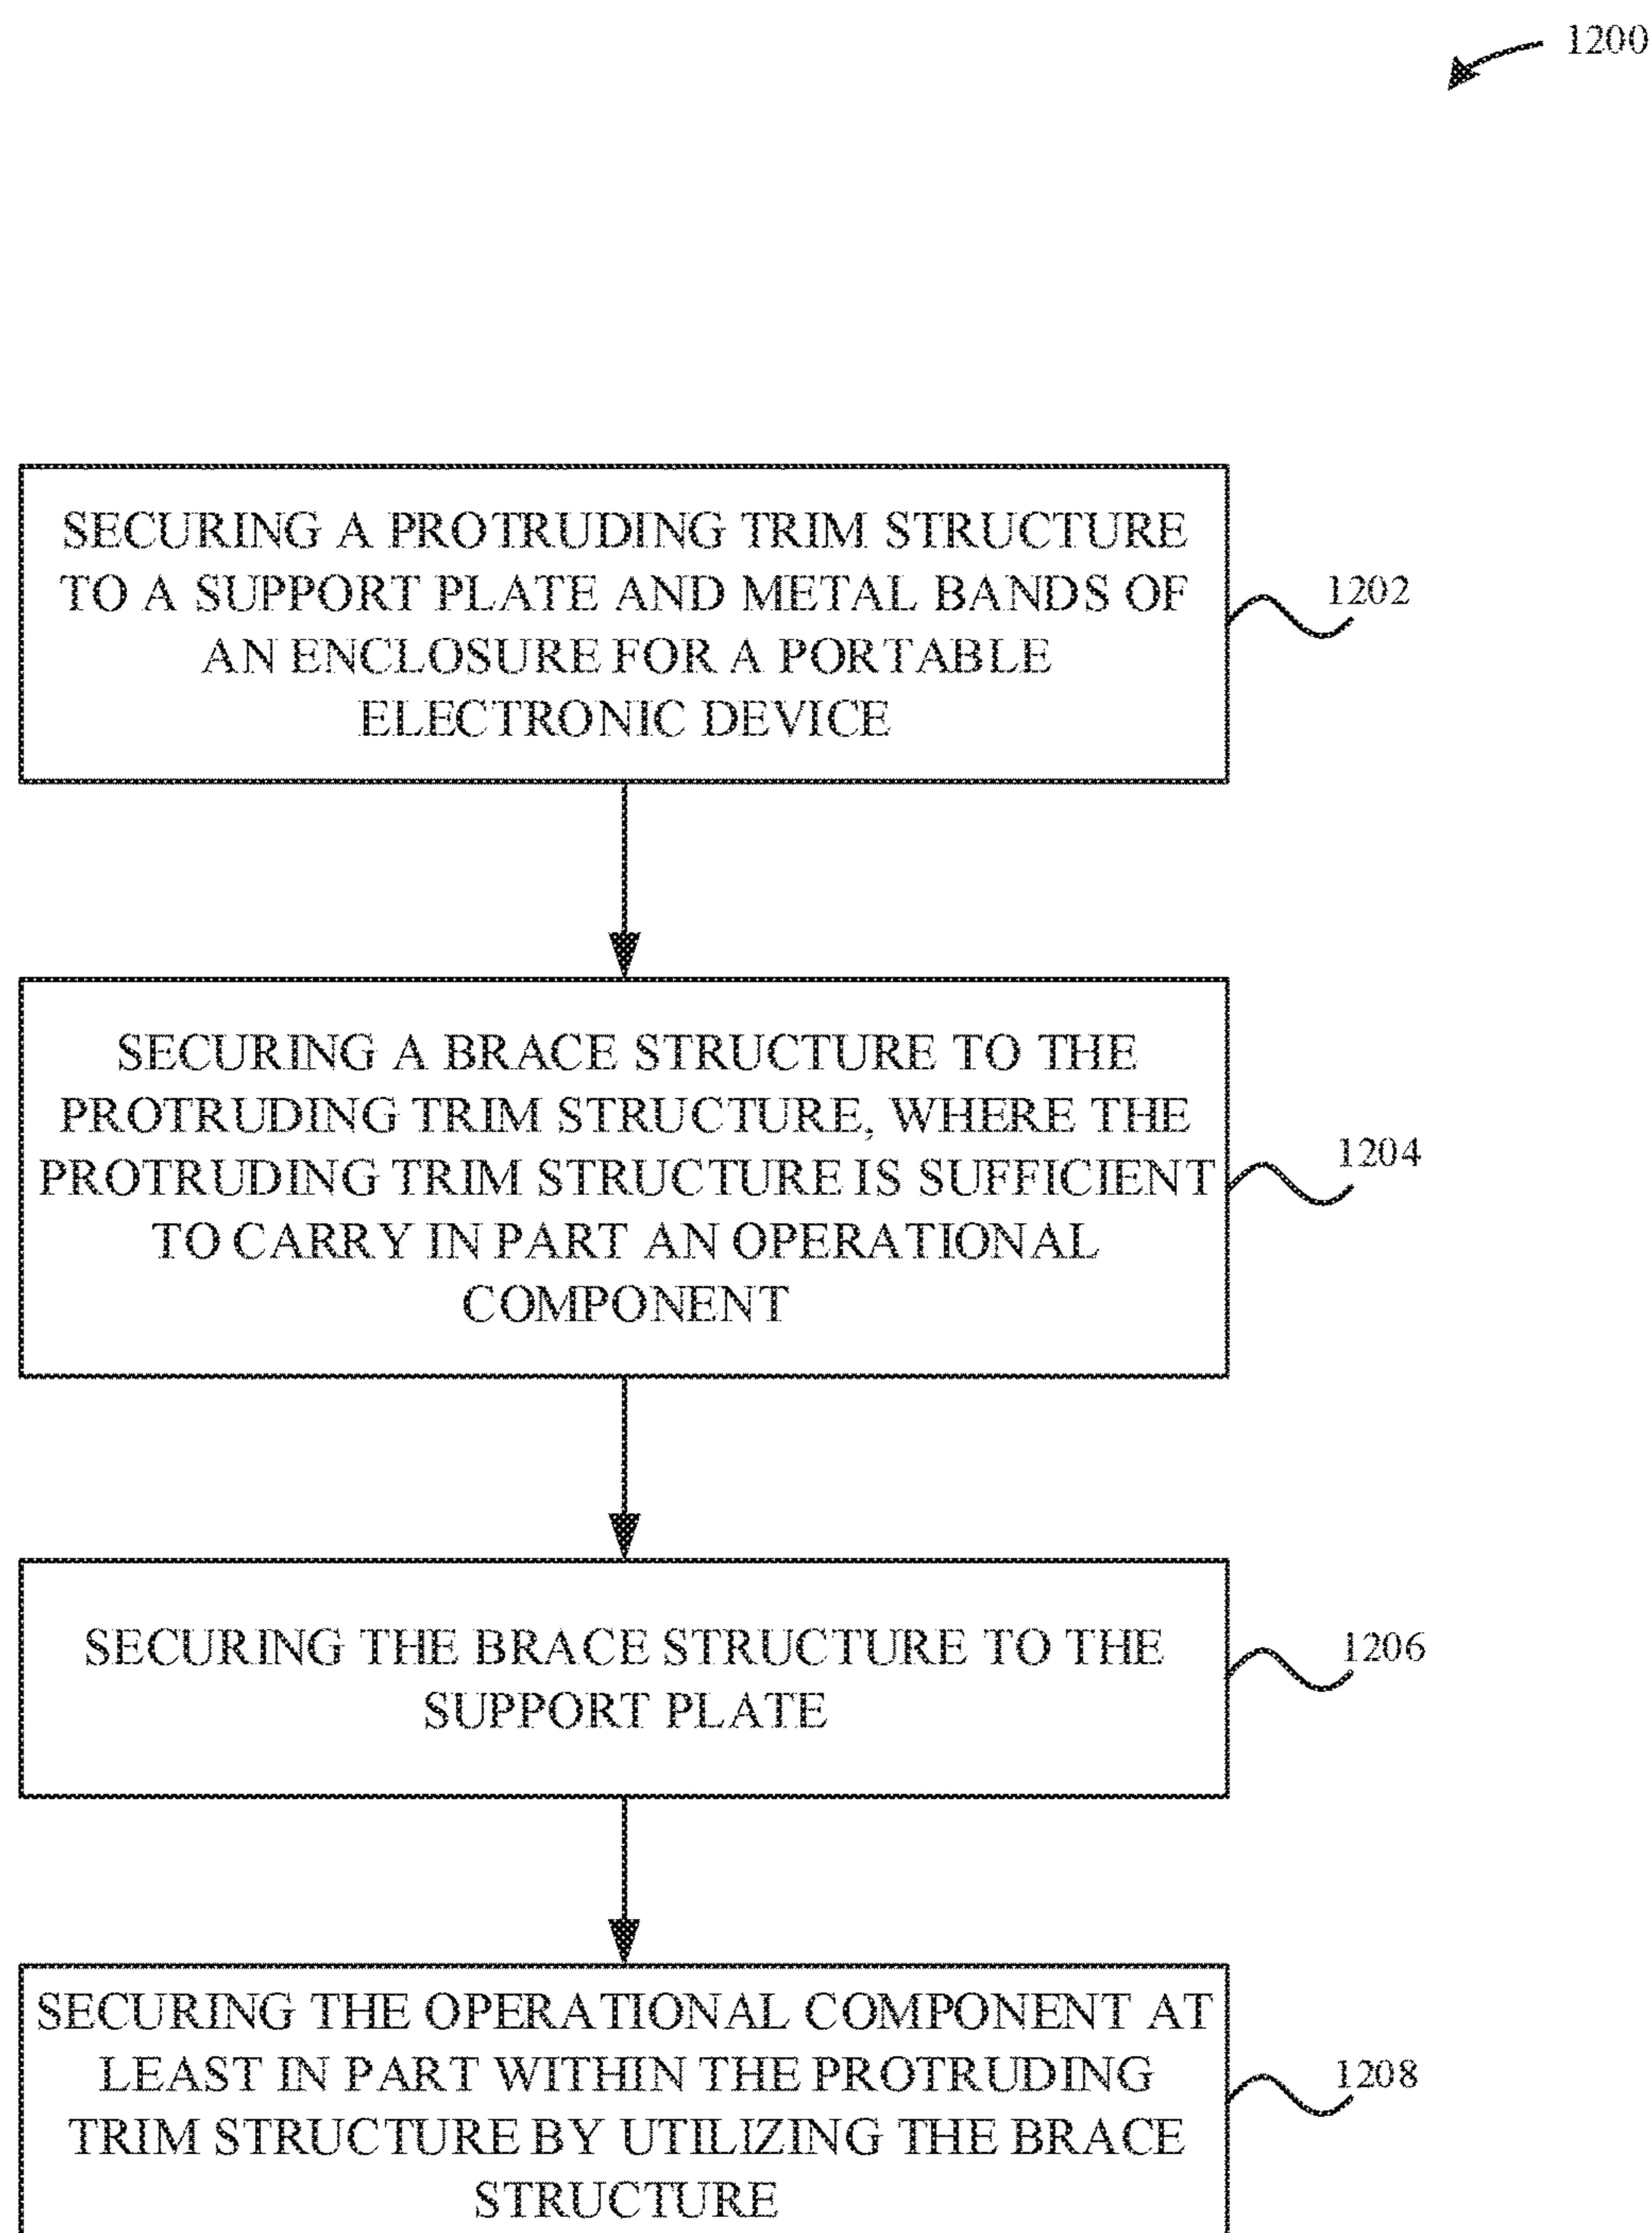 1200
SECURING A PROTRUDING TRIM STRUCTURE
TO A SUPPORT PLATE AND METAL BANDS OF
AN ENCLOSURE FOR A PORTABLE
ELECTRONIC DEVICE
1202
SECURING A BRACE STRUCTURE TO THE
PROTRUDING TRIM STRUCTURE, WHERE THE
PROTRUDING TRIM STRUCTURE IS SUFFICIENT
TO CARRY IN PART AN OPERATIONAL
COMPONENT
1204
SECURING THE BRACE STRUCTURE TO THE
SUPPORT PLATE
1206
SECURING THE OPERATIONAL COMPONENT AT
LEAST IN PART WITHIN THE PROTRUDING
TRIM STRUCTURE BY UTILIZING THE BRACE
STRUCTURE
1208